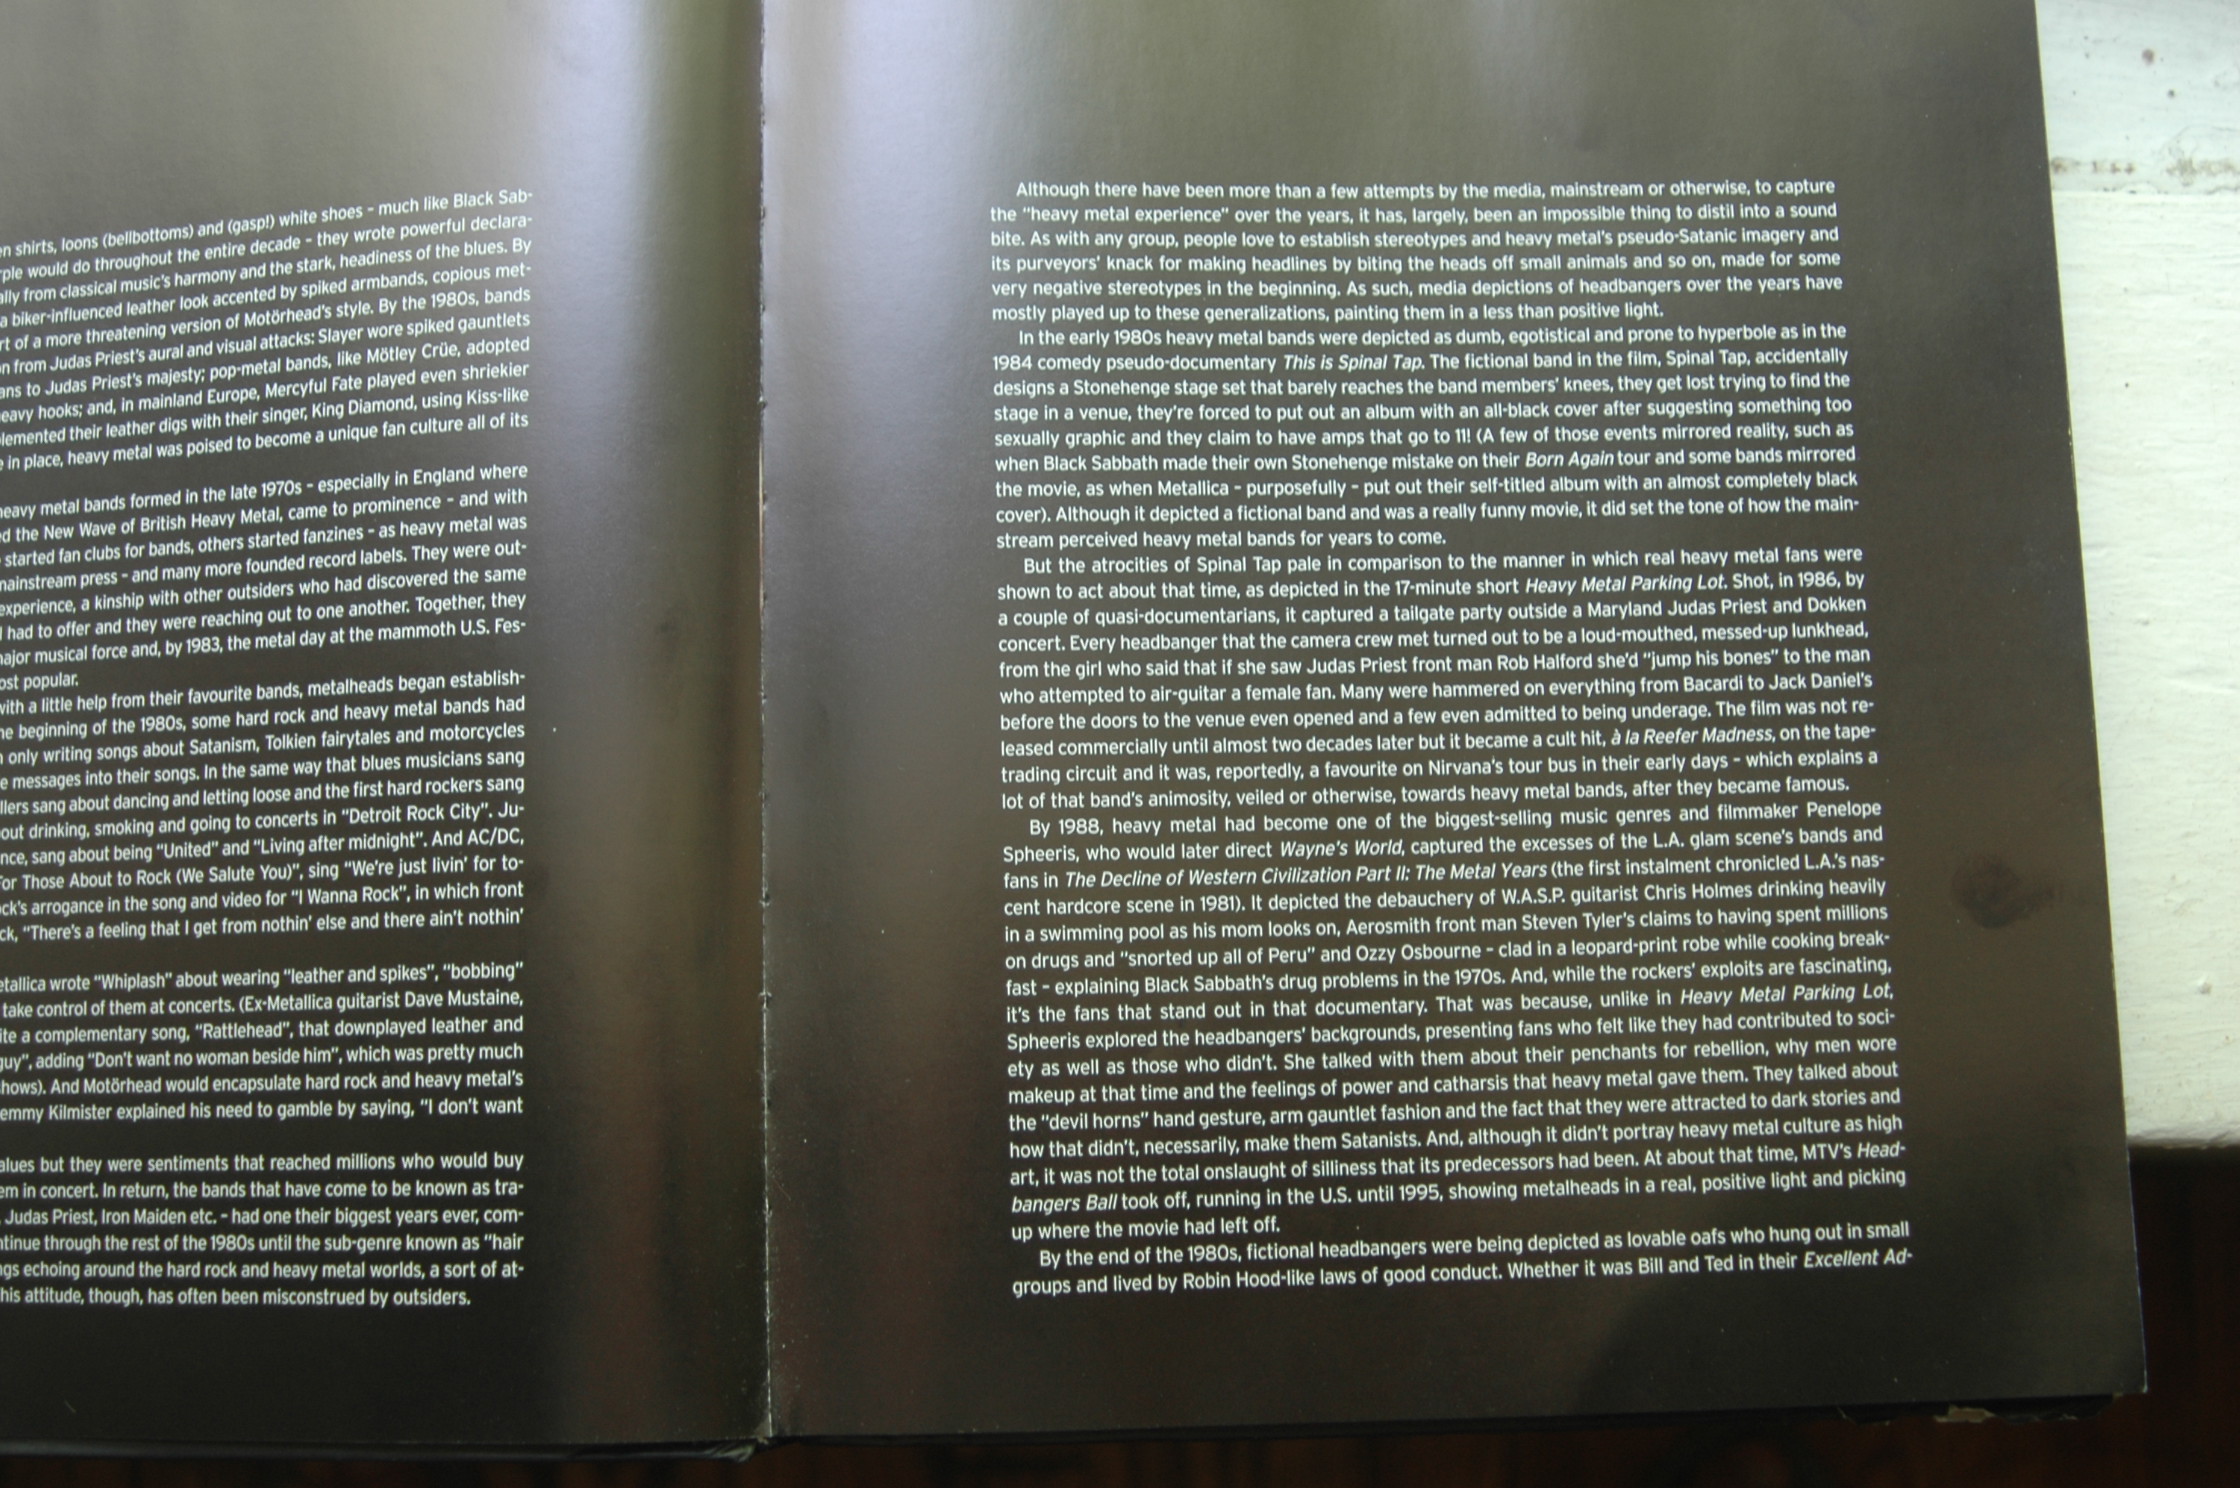 en shirts, loons (bellbottoms) and (gasp!) white shoes – much like Black Sab-
ple would do throughout the entire decade – they wrote powerful declara-
ally from classical music's harmony and the stark, headiness of the blues. By
a biker-influenced leather look accented by spiked armbands, copious met-
rt of a more threatening version of Motörhead's style. By the 1980s, bands
n from Judas Priest's aural and visual attacks: Slayer wore spiked gauntlets
ans to Judas Priest's majesty; pop-metal bands, like Mötley Crüe, adopted
eavy hooks; and, in mainland Europe, Mercyful Fate played even shriekier
lemented their leather digs with their singer, King Diamond, using Kiss-like
e in place, heavy metal was poised to become a unique fan culture all of its
heavy metal bands formed in the late 1970s – especially in England where
ed the New Wave of British Heavy Metal, came to prominence – and with
started fan clubs for bands, others started fanzines – as heavy metal was
mainstream press – and many more founded record labels. They were out-
experience, a kinship with other outsiders who had discovered the same
l had to offer and they were reaching out to one another. Together, they
major musical force and, by 1983, the metal day at the mammoth U.S. Fes-
ost popular.
with a little help from their favourite bands, metalheads began establish-
he beginning of the 1980s, some hard rock and heavy metal bands had
n only writing songs about Satanism, Tolkien fairytales and motorcycles
e messages into their songs. In the same way that blues musicians sang
llers sang about dancing and letting loose and the first hard rockers sang
out drinking, smoking and going to concerts in "Detroit Rock City". Ju-
nce, sang about being "United" and "Living after midnight". And AC/DC,
For Those About to Rock (We Salute You)", sing "We're just livin' for to-
ck's arrogance in the song and video for "I Wanna Rock", in which front
ck, "There's a feeling that I get from nothin' else and there ain't nothin'
etallica wrote "Whiplash" about wearing "leather and spikes", "bobbing"
take control of them at concerts. (Ex-Metallica guitarist Dave Mustaine,
ite a complementary song, "Rattlehead", that downplayed leather and
guy", adding "Don't want no woman beside him", which was pretty much
hows). And Motörhead would encapsulate hard rock and heavy metal's
emmy Kilmister explained his need to gamble by saying, "I don't want
alues but they were sentiments that reached millions who would buy
em in concert. In return, the bands that have come to be known as tra-
Judas Priest, Iron Maiden etc. – had one their biggest years ever, com-
ntinue through the rest of the 1980s until the sub-genre known as "hair
ngs echoing around the hard rock and heavy metal worlds, a sort of at-
his attitude, though, has often been misconstrued by outsiders.
Although there have been more than a few attempts by the media, mainstream or otherwise, to capture
the "heavy metal experience" over the years, it has, largely, been an impossible thing to distil into a sound
bite. As with any group, people love to establish stereotypes and heavy metal's pseudo-Satanic imagery and
its purveyors' knack for making headlines by biting the heads off small animals and so on, made for some
very negative stereotypes in the beginning. As such, media depictions of headbangers over the years have
mostly played up to these generalizations, painting them in a less than positive light.
In the early 1980s heavy metal bands were depicted as dumb, egotistical and prone to hyperbole as in the
1984 comedy pseudo-documentary This is Spinal Tap. The fictional band in the film, Spinal Tap, accidentally
designs a Stonehenge stage set that barely reaches the band members' knees, they get lost trying to find the
stage in a venue, they're forced to put out an album with an all-black cover after suggesting something too
sexually graphic and they claim to have amps that go to 11! (A few of those events mirrored reality, such as
when Black Sabbath made their own Stonehenge mistake on their Born Again tour and some bands mirrored
the movie, as when Metallica – purposefully – put out their self-titled album with an almost completely black
cover). Although it depicted a fictional band and was a really funny movie, it did set the tone of how the main-
stream perceived heavy metal bands for years to come.
But the atrocities of Spinal Tap pale in comparison to the manner in which real heavy metal fans were
shown to act about that time, as depicted in the 17-minute short Heavy Metal Parking Lot. Shot, in 1986, by
a couple of quasi-documentarians, it captured a tailgate party outside a Maryland Judas Priest and Dokken
concert. Every headbanger that the camera crew met turned out to be a loud-mouthed, messed-up lunkhead,
from the girl who said that if she saw Judas Priest front man Rob Halford she'd "jump his bones" to the man
who attempted to air-guitar a female fan. Many were hammered on everything from Bacardi to Jack Daniel's
before the doors to the venue even opened and a few even admitted to being underage. The film was not re-
leased commercially until almost two decades later but it became a cult hit, à la Reefer Madness, on the tape-
trading circuit and it was, reportedly, a favourite on Nirvana's tour bus in their early days – which explains a
lot of that band's animosity, veiled or otherwise, towards heavy metal bands, after they became famous.
By 1988, heavy metal had become one of the biggest-selling music genres and filmmaker Penelope
Spheeris, who would later direct Wayne's World, captured the excesses of the L.A. glam scene's bands and
fans in The Decline of Western Civilization Part II: The Metal Years (the first instalment chronicled L.A.'s nas-
cent hardcore scene in 1981). It depicted the debauchery of W.A.S.P. guitarist Chris Holmes drinking heavily
in a swimming pool as his mom looks on, Aerosmith front man Steven Tyler's claims to having spent millions
on drugs and "snorted up all of Peru" and Ozzy Osbourne – clad in a leopard-print robe while cooking break-
fast – explaining Black Sabbath's drug problems in the 1970s. And, while the rockers' exploits are fascinating,
it's the fans that stand out in that documentary. That was because, unlike in Heavy Metal Parking Lot,
Spheeris explored the headbangers' backgrounds, presenting fans who felt like they had contributed to soci-
ety as well as those who didn't. She talked with them about their penchants for rebellion, why men wore
makeup at that time and the feelings of power and catharsis that heavy metal gave them. They talked about
the "devil horns" hand gesture, arm gauntlet fashion and the fact that they were attracted to dark stories and
how that didn't, necessarily, make them Satanists. And, although it didn't portray heavy metal culture as high
art, it was not the total onslaught of silliness that its predecessors had been. At about that time, MTV's Head-
bangers Ball took off, running in the U.S. until 1995, showing metalheads in a real, positive light and picking
up where the movie had left off.
By the end of the 1980s, fictional headbangers were being depicted as lovable oafs who hung out in small
groups and lived by Robin Hood-like laws of good conduct. Whether it was Bill and Ted in their Excellent Ad-